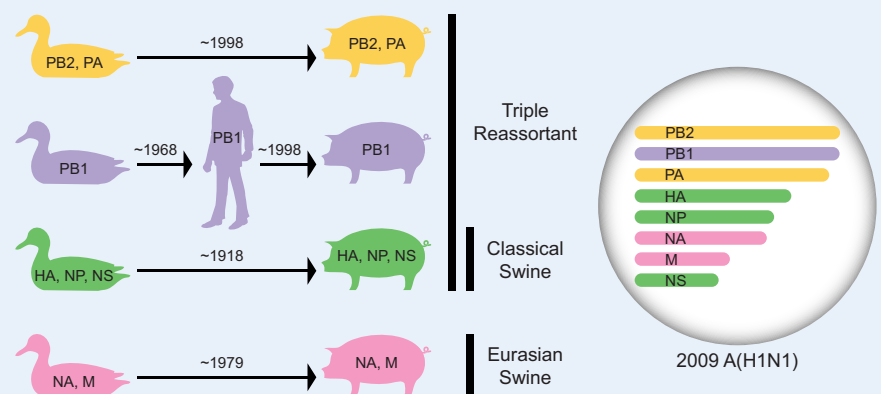 ~1998
PB2, PA
PB2, PA
Triple
Reassortant
~1968
PB1
~1998
PB1
PB1
~1918
HA, NP, NS
HA, NP, NS
Classical
Swine
~1979
NA, M
NA, M
Eurasian
Swine
PB2
PB1
PA
HA
NP
NA
M
NS
2009 A(H1N1)